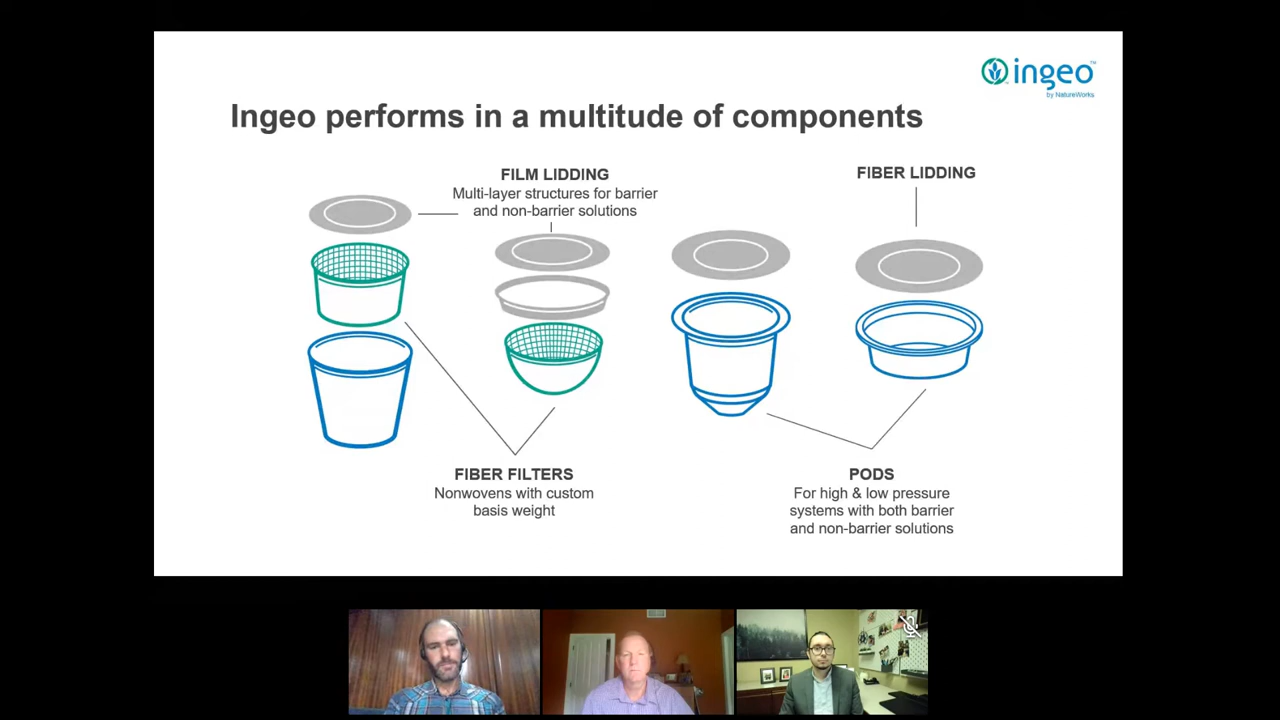 ingeo™
by NatureWorks
Ingeo performs in a multitude of components
FILM LIDDING
Multi-layer structures for barrier
and non-barrier solutions
FIBER LIDDING
FIBER FILTERS
Nonwovens with custom
basis weight
PODS
For high & low pressure
systems with both barrier
and non-barrier solutions